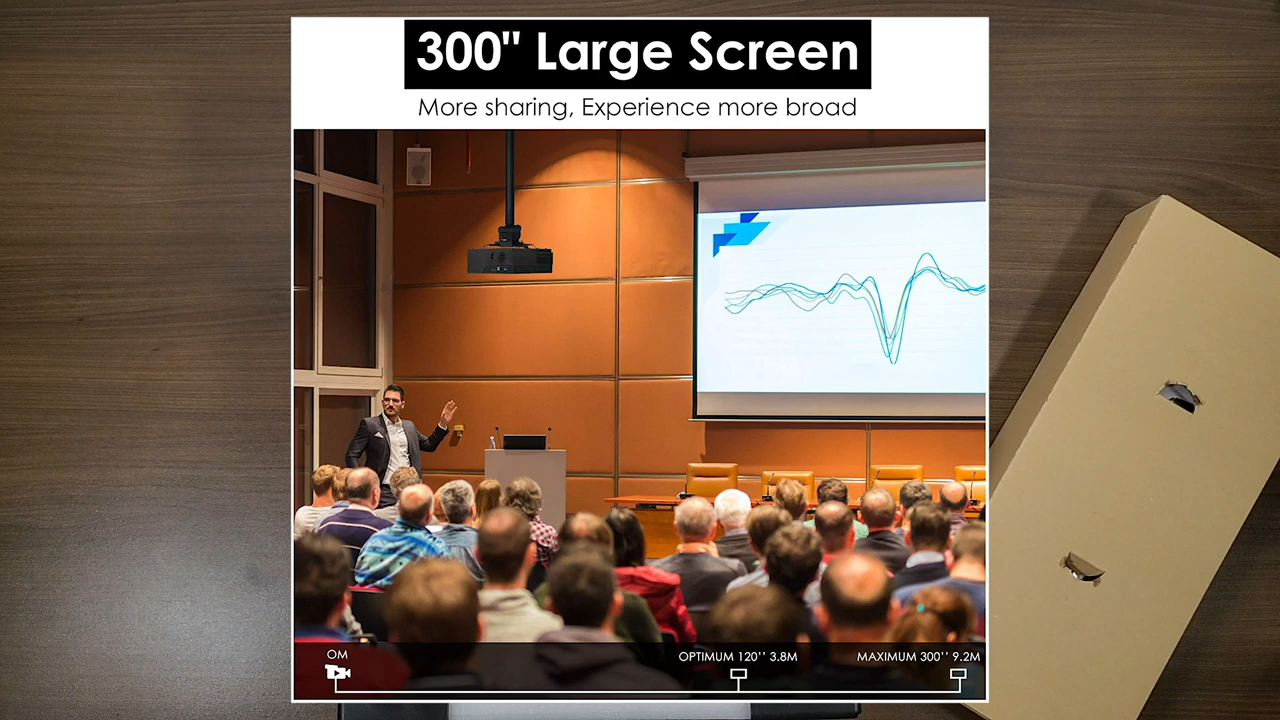 300" Large Screen
More sharing, Experience more broad
OM
OPTIMUM 120'' 3.8M
MAXIMUM 300'' 9.2M